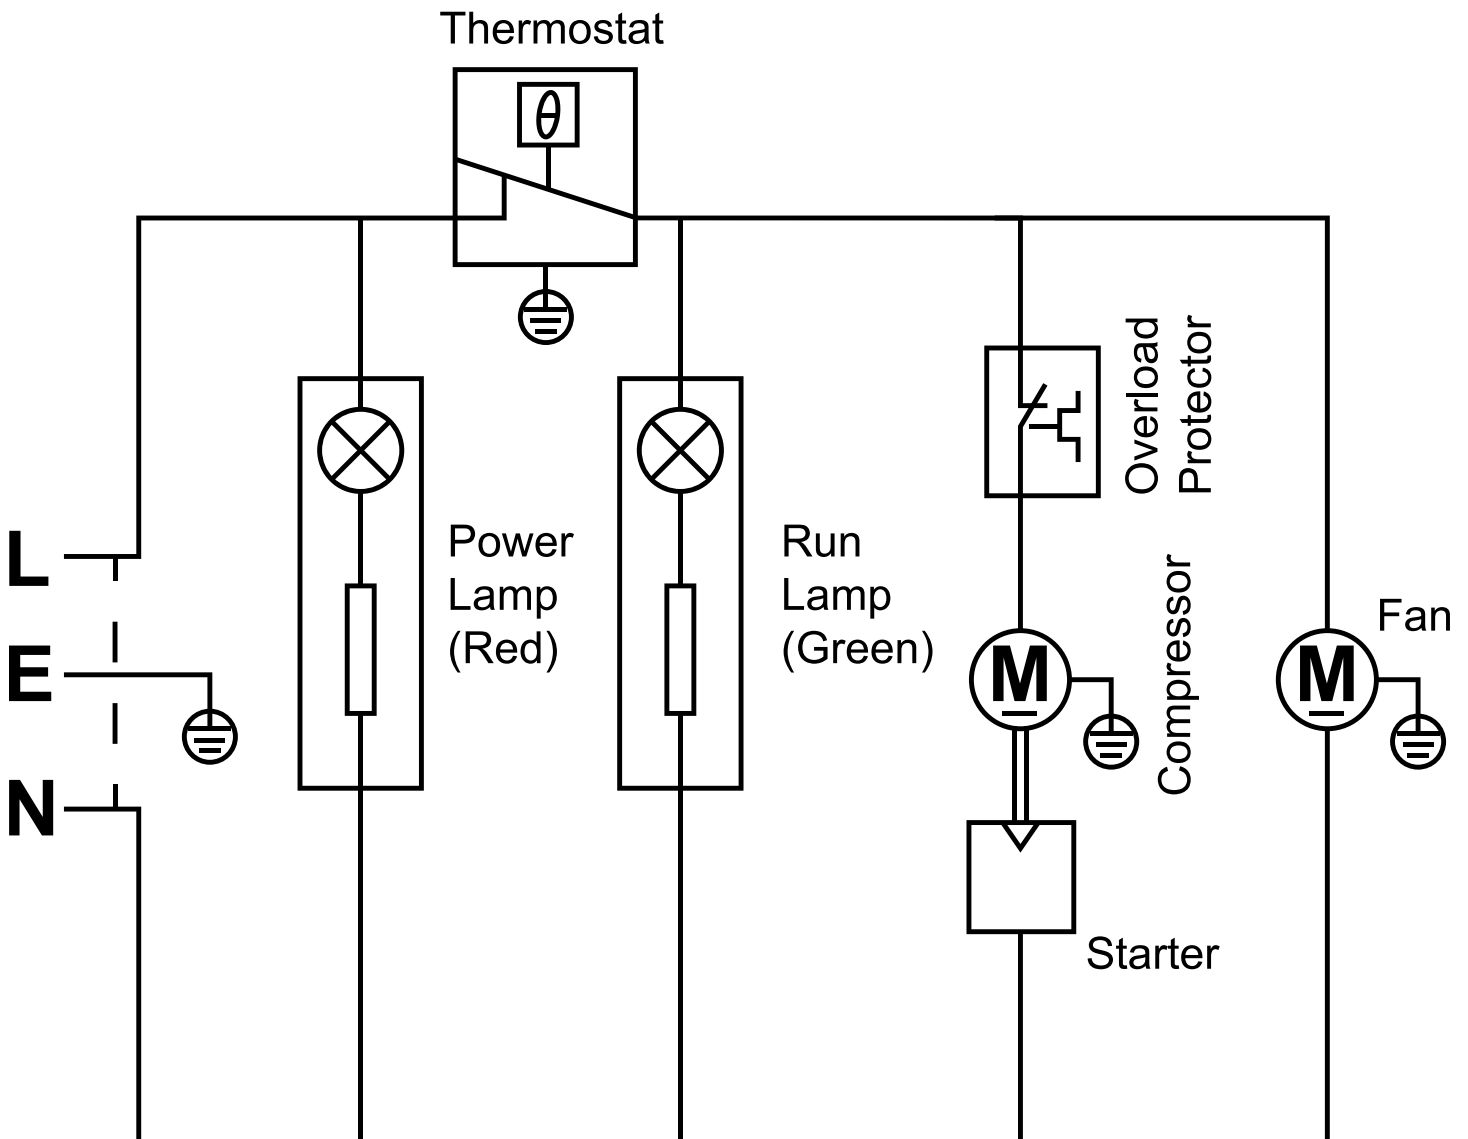 Thermostat
θ
Overload
Protector
L
Power
Lamp
(Red)
Run
Lamp
(Green)
Compressor
Fan
E
M
M
N
Starter